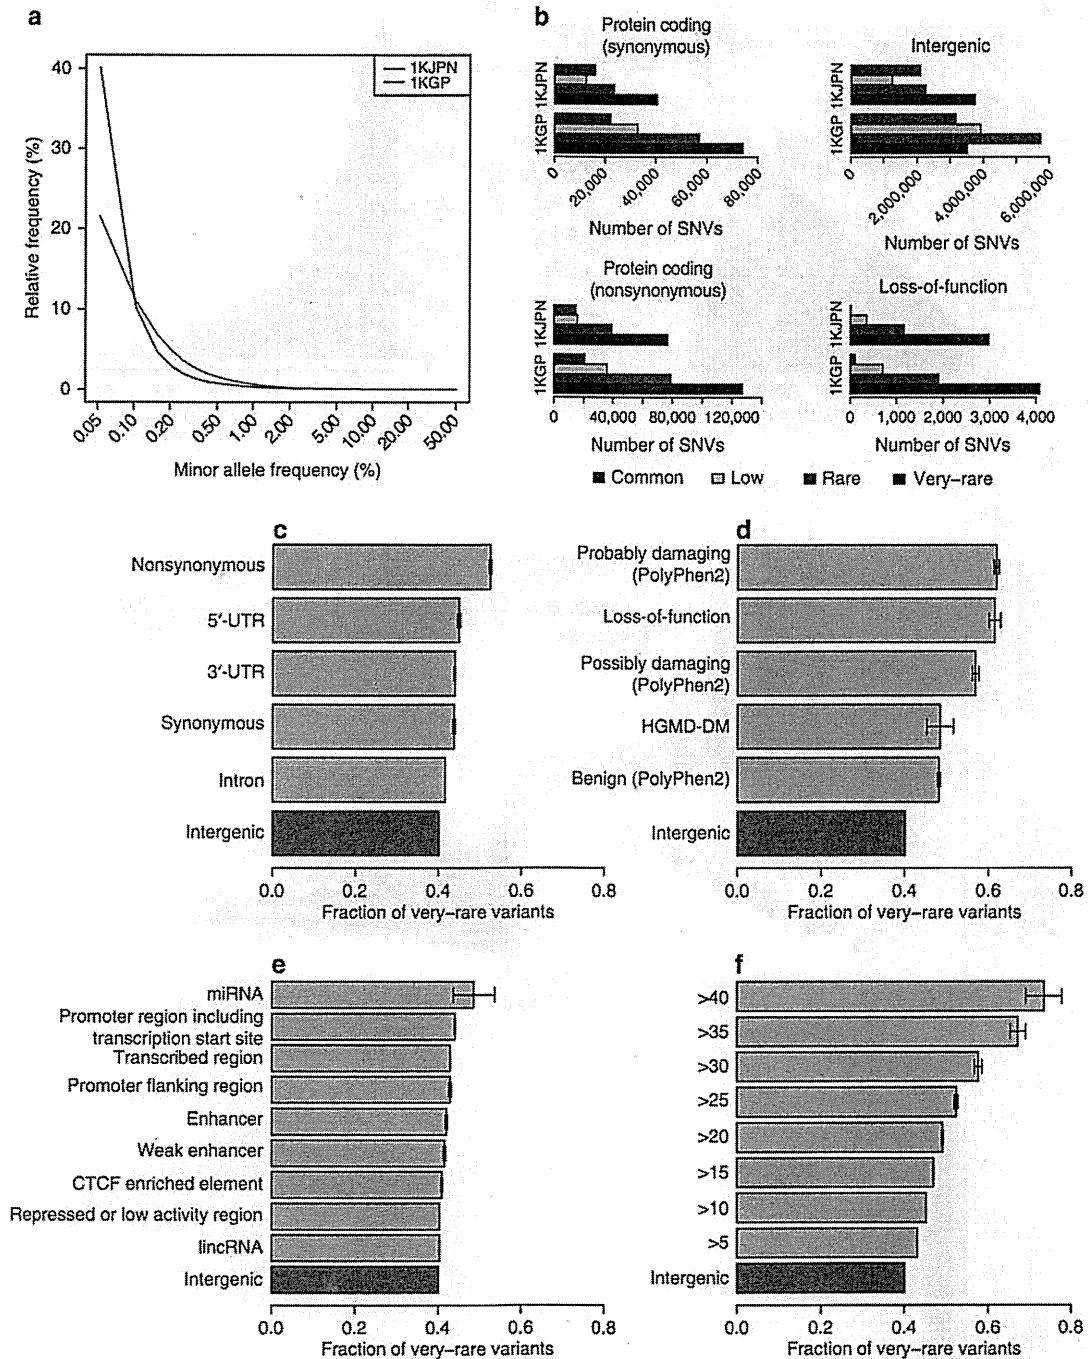 a
40
30
20
10
0
Relative frequency (%)
1KJPN
1KGP
0.05
0.10
0.20
0.50
1.00
2.00
5.00
10.00
20.00
50.00
Minor allele frequency (%)
b
Protein coding
(synonymous)
1KGP 1KJPN
0
20,000
40,000
60,000
80,000
Number of SNVs
Intergenic
1KGP 1KJPN
0
2,000,000
4,000,000
6,000,000
Number of SNVs
Protein coding
(nonsynonymous)
1KGP 1KJPN
0
40,000
80,000
120,000
Number of SNVs
Loss-of-function
1KGP 1KJPN
0
1,000
2,000
3,000
4,000
Number of SNVs
Common Low Rare Very–rare
c
Nonsynonymous
5′-UTR
3′-UTR
Synonymous
Intron
Intergenic
0.0 0.2 0.4 0.6 0.8
Fraction of very–rare variants
d
Probably damaging
(PolyPhen2)
Loss-of-function
Possibly damaging
(PolyPhen2)
HGMD-DM
Benign (PolyPhen2)
Intergenic
0.0 0.2 0.4 0.6 0.8
Fraction of very–rare variants
e
miRNA
Promoter region including
transcription start site
Transcribed region
Promoter flanking region
Enhancer
Weak enhancer
CTCF enriched element
Repressed or low activity region
lincRNA
Intergenic
0.0 0.2 0.4 0.6 0.8
Fraction of very–rare variants
f
>40
>35
>30
>25
>20
>15
>10
>5
Intergenic
0.0 0.2 0.4 0.6 0.8
Fraction of very–rare variants